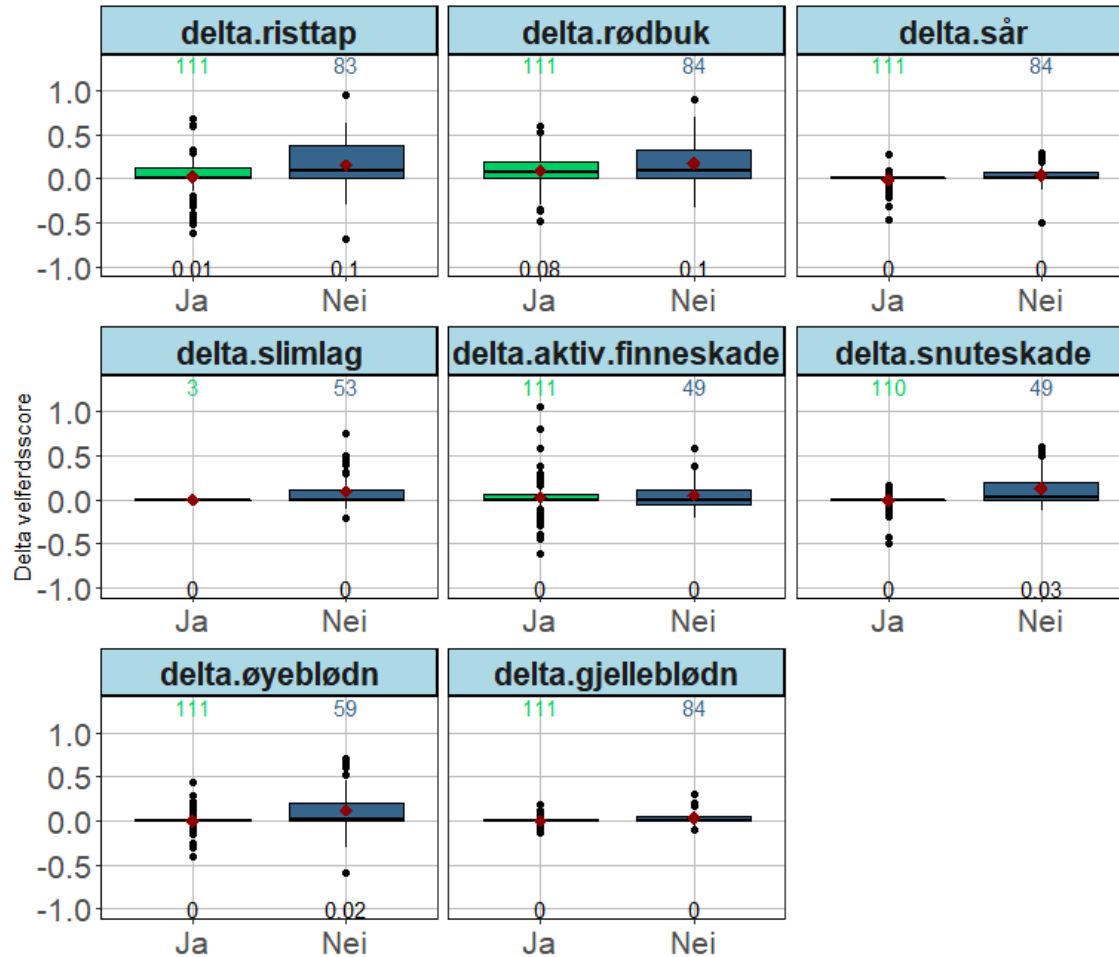 delta.risttap delta.rødbuk delta.sår
111 83 111 84 111 84
1.0
0.5
0.0
-0.5
-1.0
0.01 0.1 0.08 0.1 0 0
Ja Nei Ja Nei Ja Nei
delta.slimlag delta.aktiv.finneskade delta.snuteskade
3 53 111 49 110 49
1.0
0.5
0.0
-0.5
-1.0
0 0 0 0 0 0.03
Ja Nei Ja Nei Ja Nei
Delta velferdsscore
delta.øyeblødn delta.gjelleblødn
111 59 111 84
1.0
0.5
0.0
-0.5
-1.0
0 0.02 0 0
Ja Nei Ja Nei